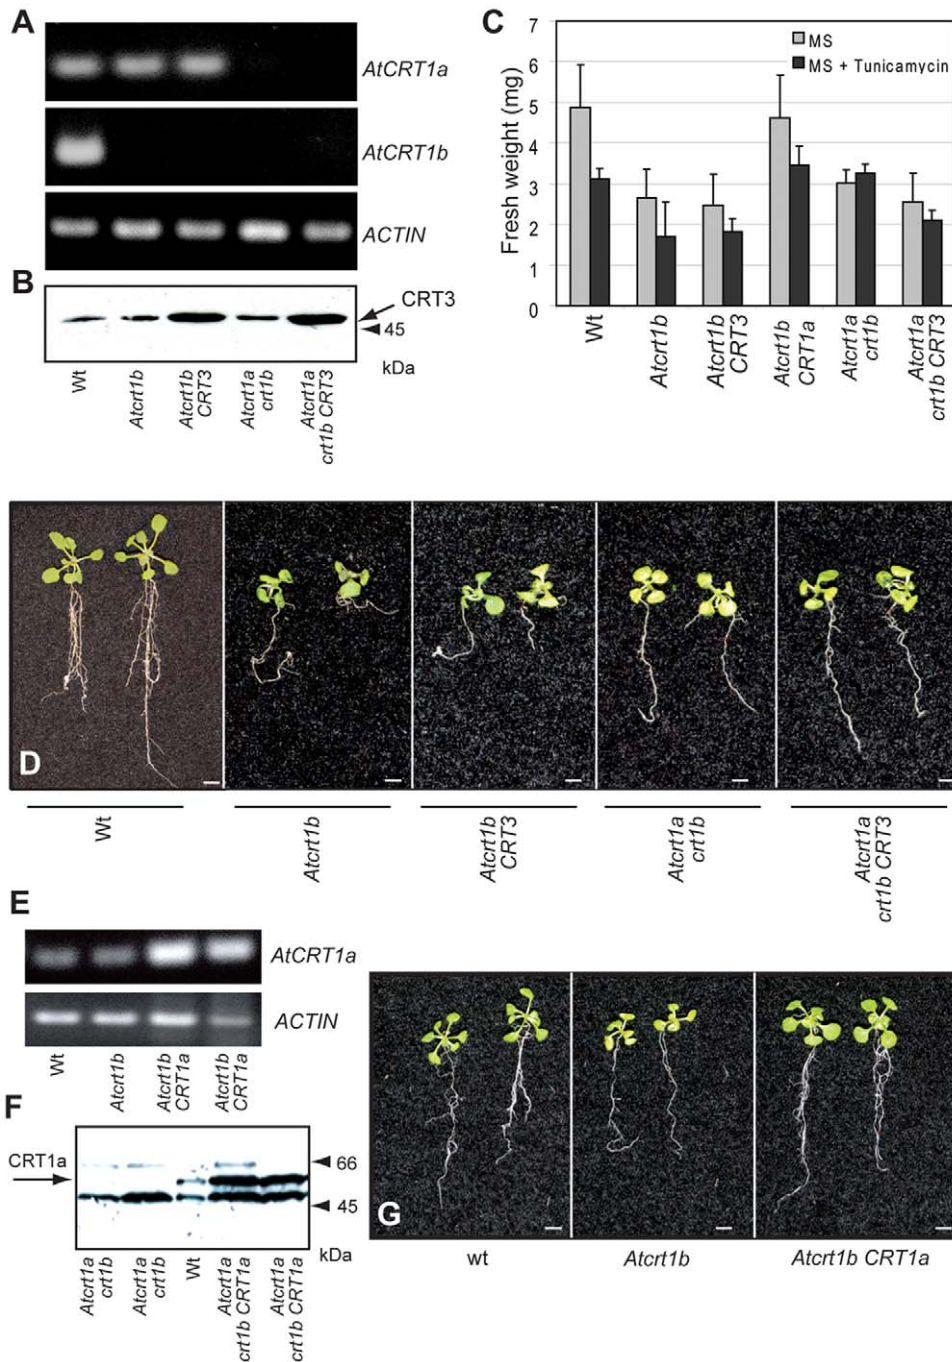 A
AtCRT1a
AtCRT1b
ACTIN
B
CRT3
45
kDa
Wt
Atcrt1b
Atcrt1b
CRT3
Atcrt1a
crt1b
Atcrt1a
crt1b CRT3
C
Fresh weight (mg)
7
6
5
4
3
2
1
0
MS
MS + Tunicamycin
Wt
Atcrt1b
Atcrt1b
CRT3
Atcrt1b
CRT1a
Atcrt1a
crt1b
Atcrt1a
crt1b CRT3
D
Wt
Atcrt1b
Atcrt1b
CRT3
Atcrt1a
crt1b
Atcrt1a
crt1b CRT3
E
AtCRT1a
ACTIN
Wt
Atcrt1b
Atcrt1b
CRT1a
Atcrt1b
CRT1a
F
CRT1a
66
45
kDa
Atcrt1a
crt1b
Atcrt1a
crt1b
Wt
Atcrt1a
crt1b CRT1a
Atcrt1a
crt1b CRT1a
G
wt
Atcrt1b
Atcrt1b CRT1a